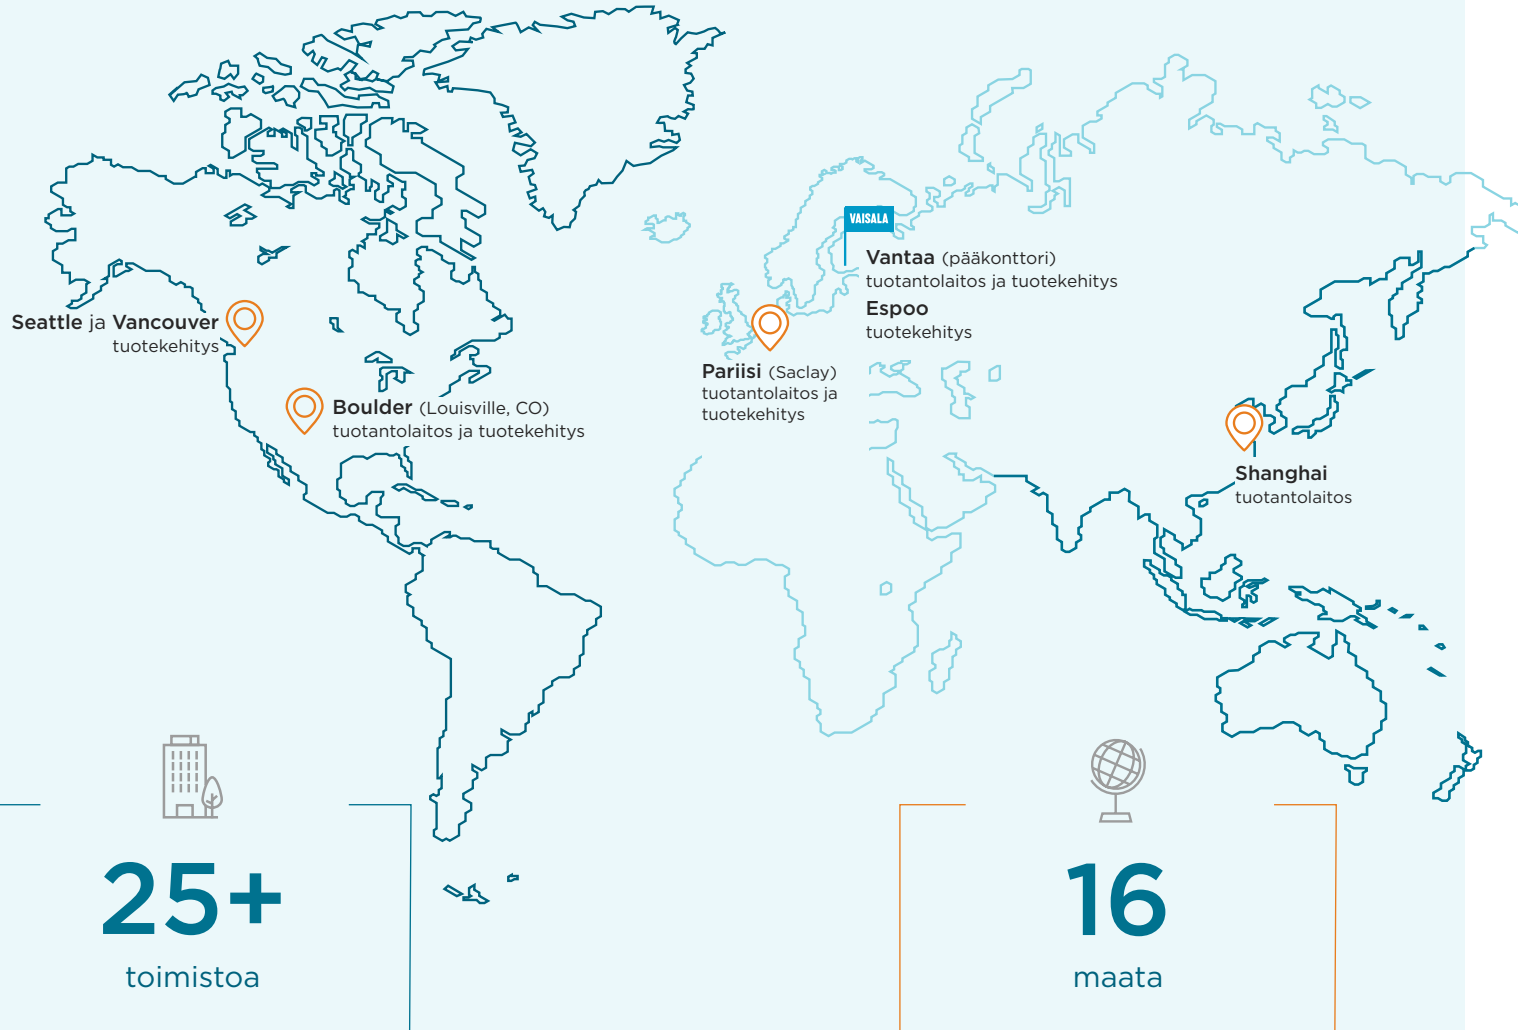 VAISALA
Vantaa (pääkonttori)
tuotantolaitos ja tuotekehitys
Espoo
tuotekehitys
Seattle ja Vancouver
tuotekehitys
Pariisi (Saclay)
tuotantolaitos ja
tuotekehitys
Boulder (Louisville, CO)
tuotantolaitos ja tuotekehitys
Shanghai
tuotantolaitos
25+
toimistoa
16
maata